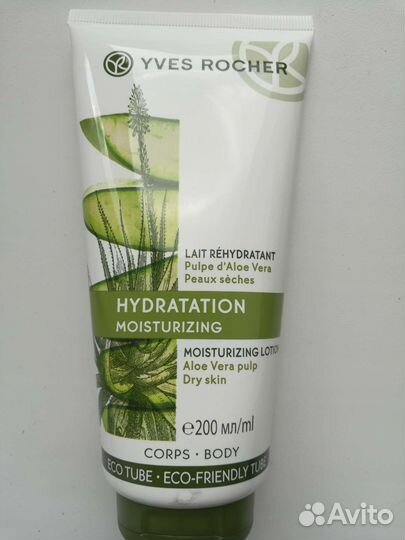 YVES ROCHER
LAIT RÉHYDRATANT
Pulpe d'Aloe Vera
Peaux sèches
HYDRATATION
MOISTURIZING
MOISTURIZING LOTION
Aloe Vera pulp
Dry skin
℮200 мл/ml
CORPS · BODY
ECO TUBE · ECO-FRIENDLY TUBE
Avito